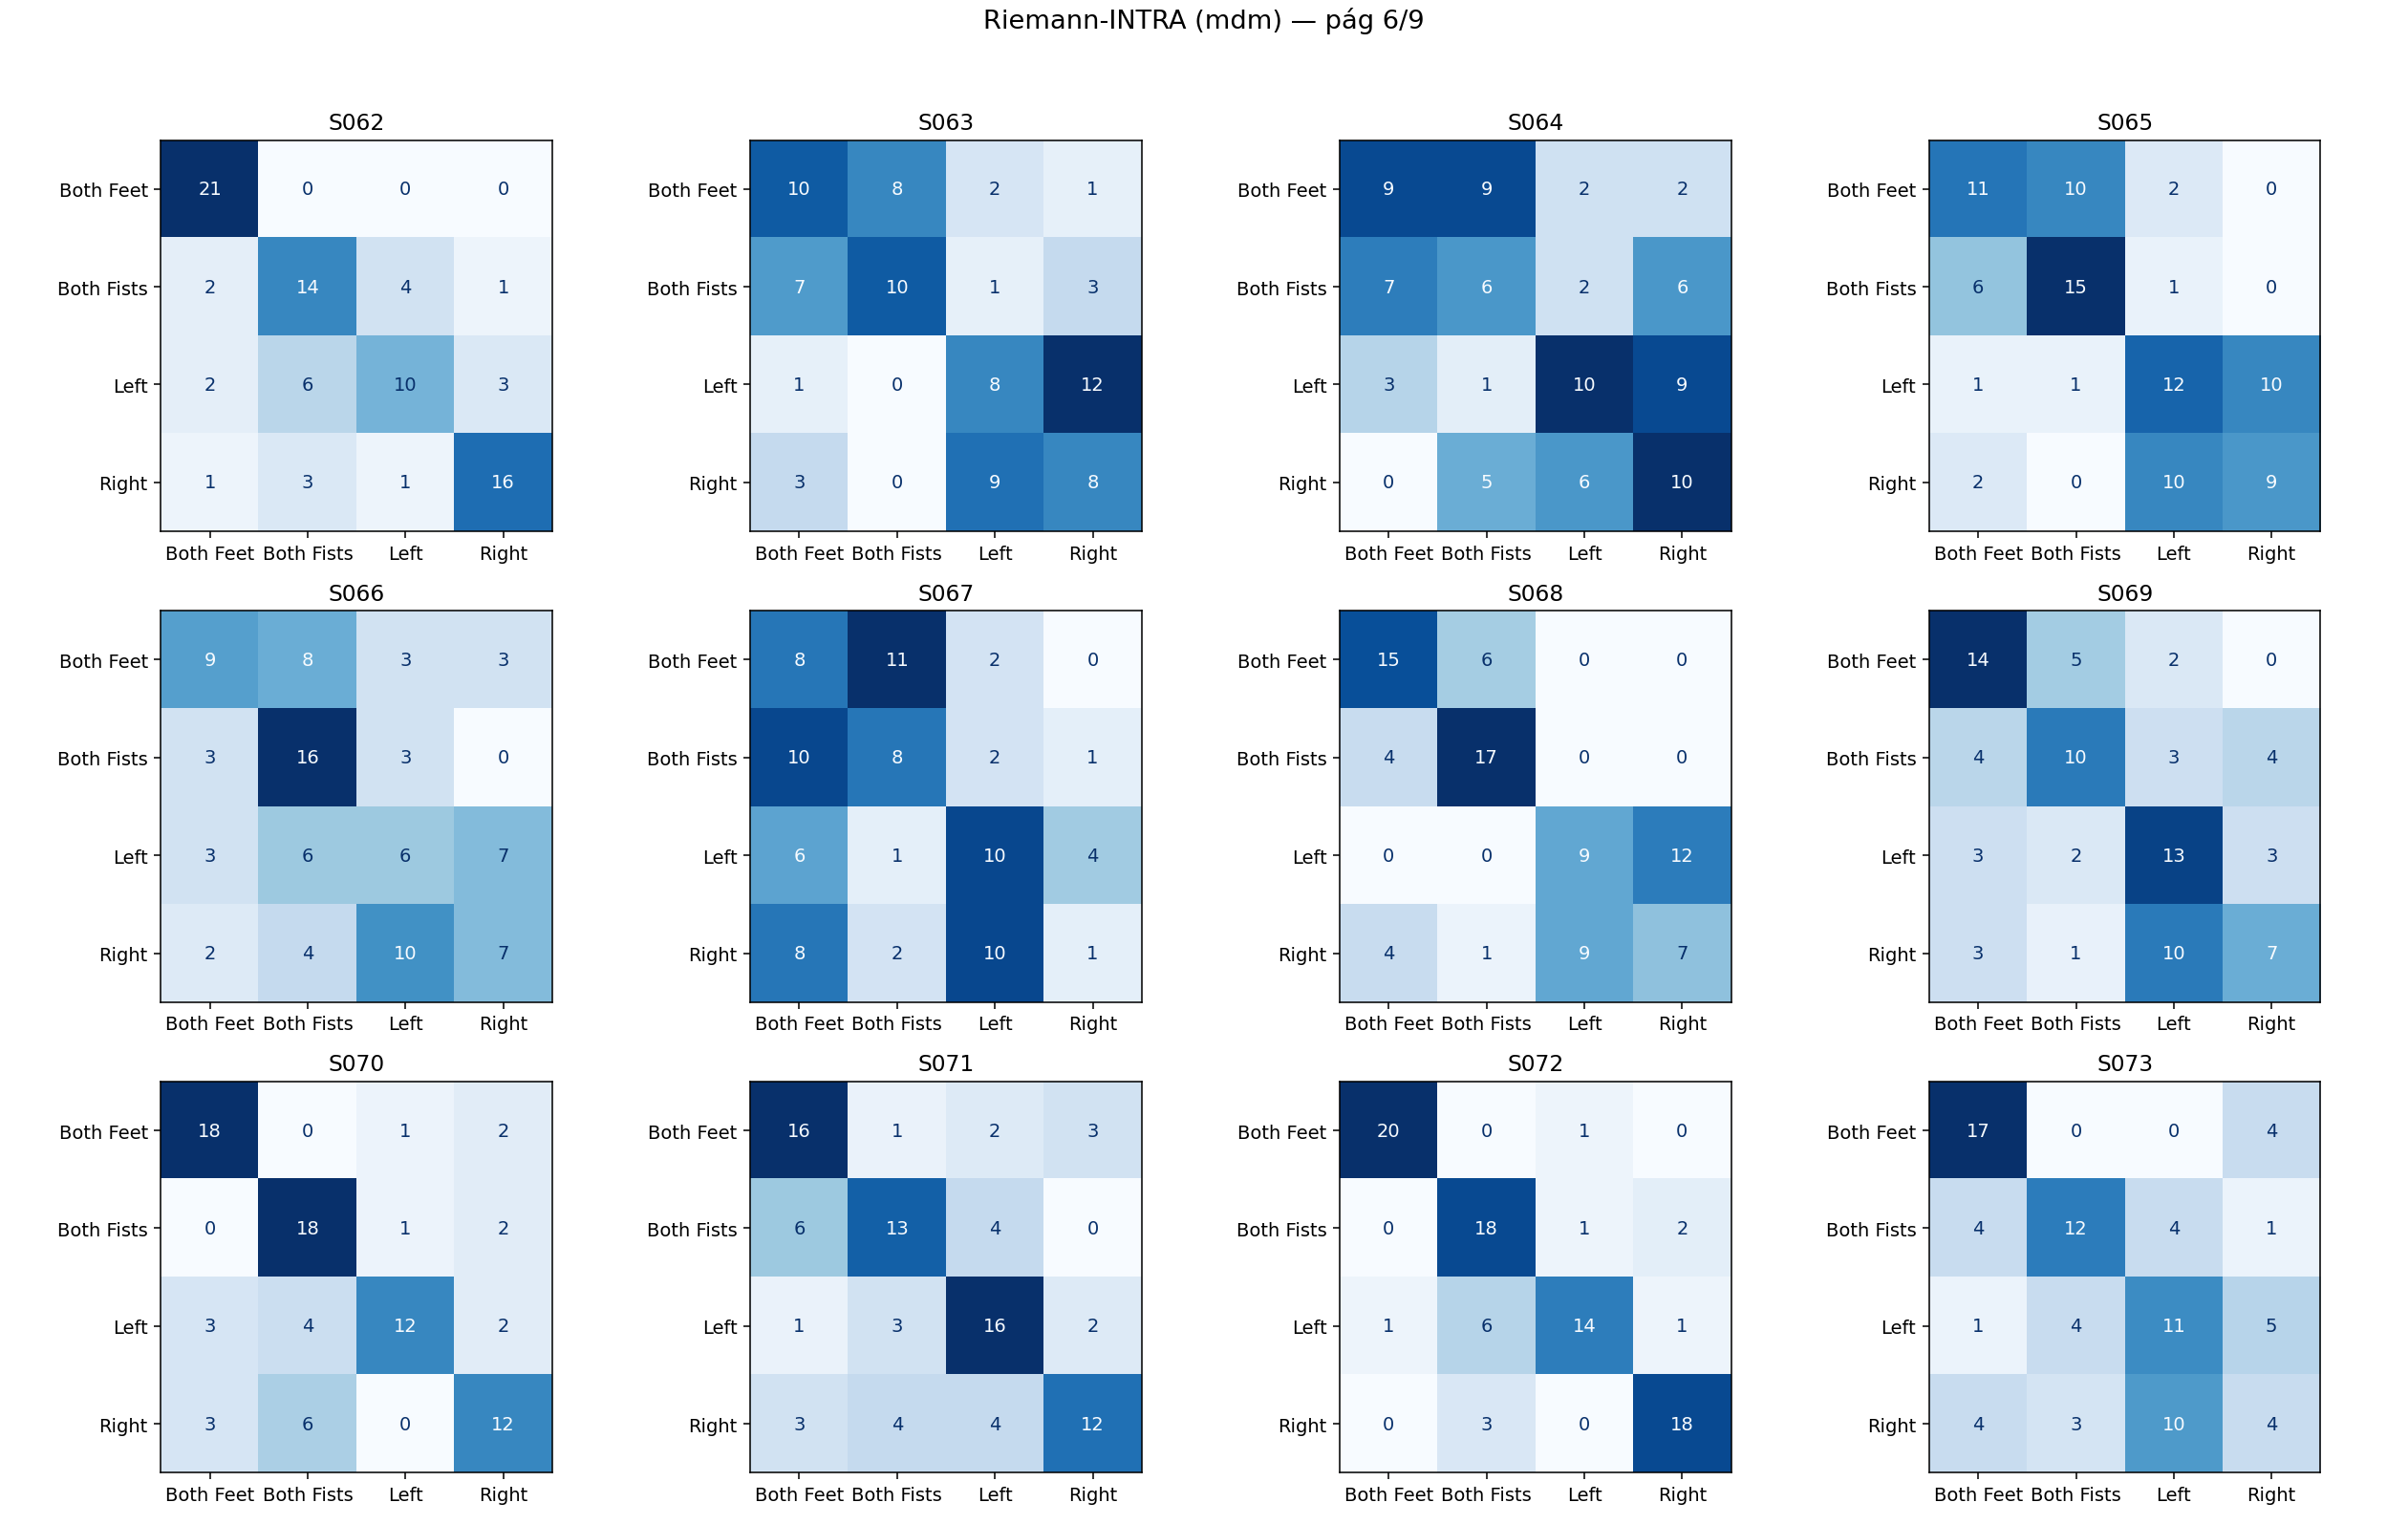 Riemann-INTRA (mdm) — pág 6/9
S062 S063 S064 S065
Both Feet 21 0 0 0 Both Feet 10 8 2 1 Both Feet 9 9 2 2 Both Feet 11 10 2 0
Both Fists 2 14 4 1 Both Fists 7 10 1 3 Both Fists 7 6 2 6 Both Fists 6 15 1 0
Left 2 6 10 3 Left 1 0 8 12 Left 3 1 10 9 Left 1 1 12 10
Right 1 3 1 16 Right 3 0 9 8 Right 0 5 6 10 Right 2 0 10 9
Both Feet Both Fists Left Right Both Feet Both Fists Left Right Both Feet Both Fists Left Right Both Feet Both Fists Left Right
S066 S067 S068 S069
Both Feet 9 8 3 3 Both Feet 8 11 2 0 Both Feet 15 6 0 0 Both Feet 14 5 2 0
Both Fists 3 16 3 0 Both Fists 10 8 2 1 Both Fists 4 17 0 0 Both Fists 4 10 3 4
Left 3 6 6 7 Left 6 1 10 4 Left 0 0 9 12 Left 3 2 13 3
Right 2 4 10 7 Right 8 2 10 1 Right 4 1 9 7 Right 3 1 10 7
Both Feet Both Fists Left Right Both Feet Both Fists Left Right Both Feet Both Fists Left Right Both Feet Both Fists Left Right
S070 S071 S072 S073
Both Feet 18 0 1 2 Both Feet 16 1 2 3 Both Feet 20 0 1 0 Both Feet 17 0 0 4
Both Fists 0 18 1 2 Both Fists 6 13 4 0 Both Fists 0 18 1 2 Both Fists 4 12 4 1
Left 3 4 12 2 Left 1 3 16 2 Left 1 6 14 1 Left 1 4 11 5
Right 3 6 0 12 Right 3 4 4 12 Right 0 3 0 18 Right 4 3 10 4
Both Feet Both Fists Left Right Both Feet Both Fists Left Right Both Feet Both Fists Left Right Both Feet Both Fists Left Right